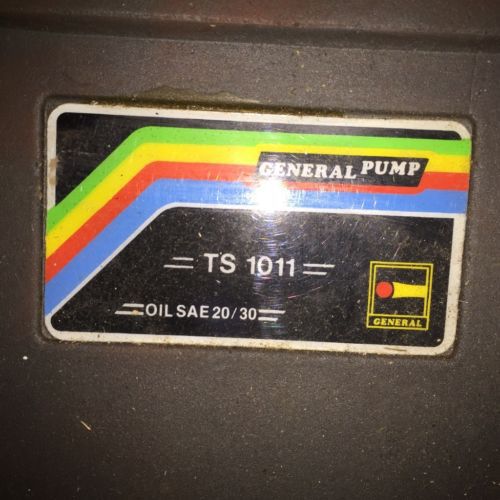 GENERAL PUMP
TS 1011
OIL SAE 20/30
GENERAL